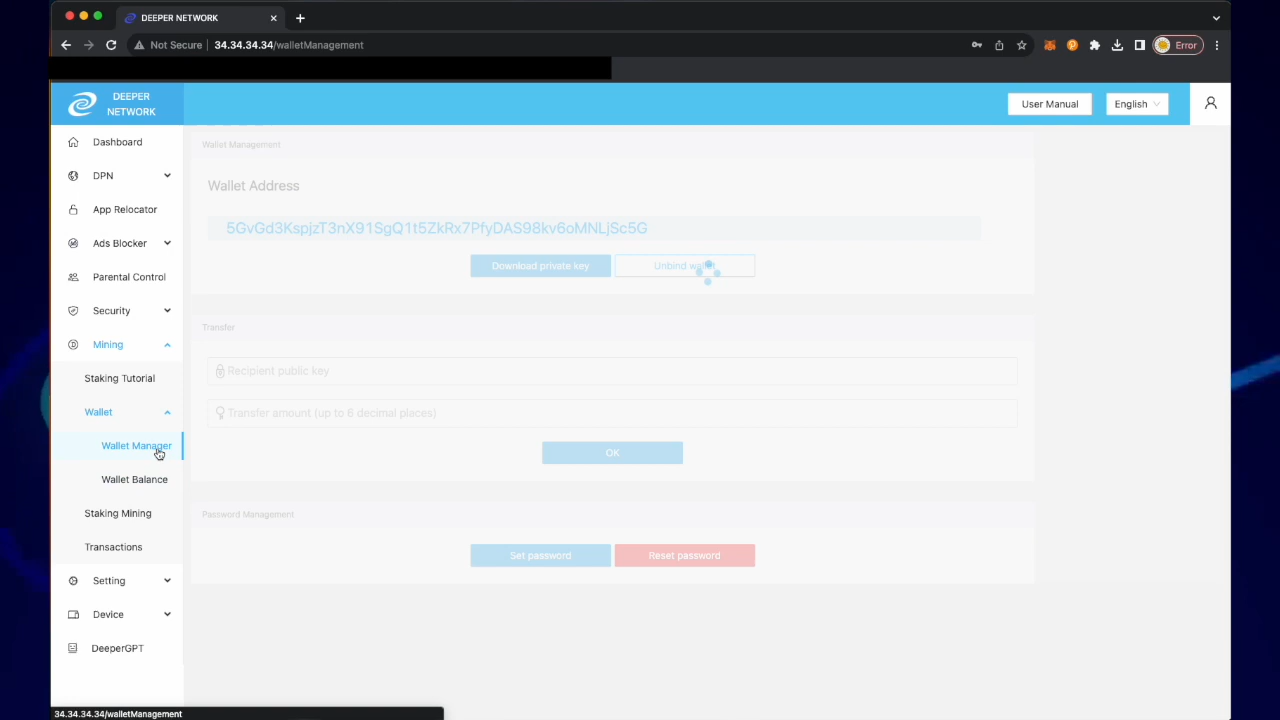 DEEPER NETWORK
Not Secure | 34.34.34.34/walletManagement
Error
DEEPER
NETWORK
User Manual
English
Dashboard
DPN
App Relocator
Ads Blocker
Parental Control
Security
Mining
Staking Tutorial
Wallet
Wallet Manager
Wallet Balance
Staking Mining
Transactions
Setting
Device
DeeperGPT
Wallet Management
Wallet Address
5GvGd3KspjzT3nX91SgQ1t5ZkRx7PfyDAS98kv6oMNLjSc5G
Download private key
Unbind wallet
Transfer
Recipient public key
Transfer amount (up to 6 decimal places)
OK
Password Management
Set password
Reset password
34.34.34.34/walletManagement